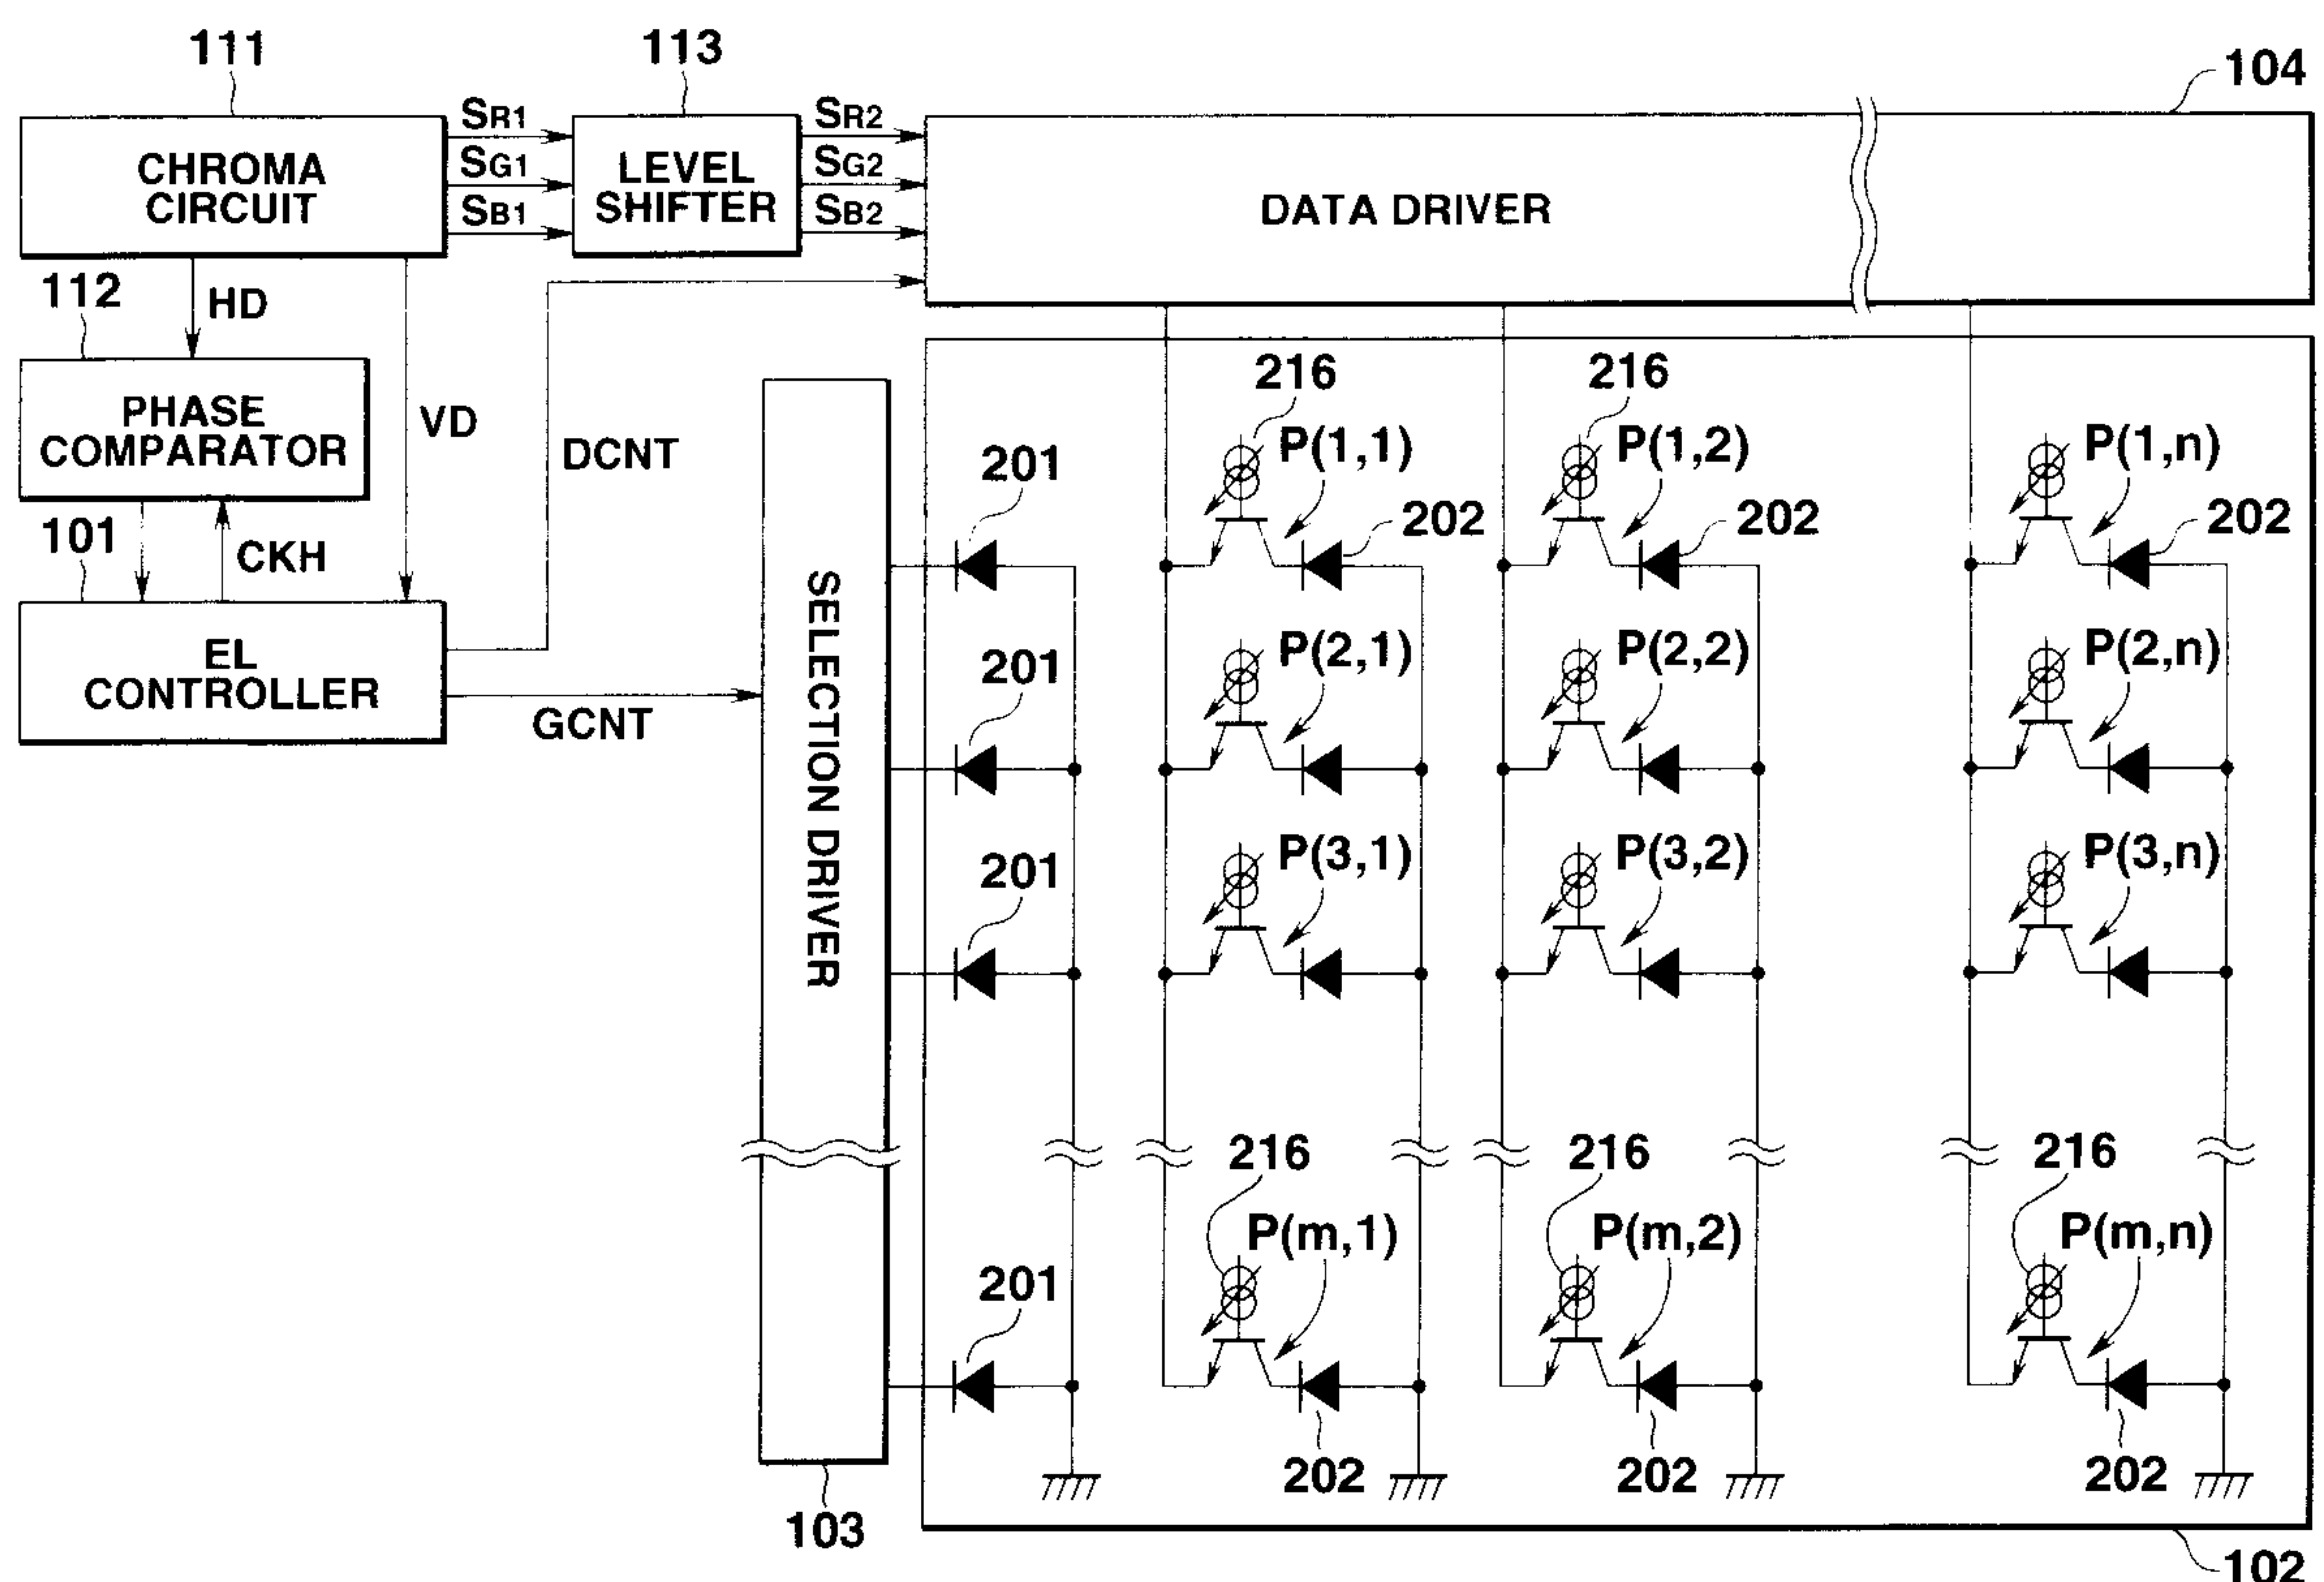 111
113
104
CHROMA
CIRCUIT
SR1
SG1
SB1
LEVEL
SHIFTER
SR2
SG2
SB2
DATA DRIVER
112
HD
VD
DCNT
PHASE
COMPARATOR
101
CKH
EL
CONTROLLER
GCNT
SELECTION DRIVER
103
201
201
201
201
216
P(1,1)
202
216
P(1,2)
202
P(1,n)
202
P(2,1)
P(2,2)
P(2,n)
P(3,1)
P(3,2)
P(3,n)
216
P(m,1)
202
216
P(m,2)
202
216
P(m,n)
202
102